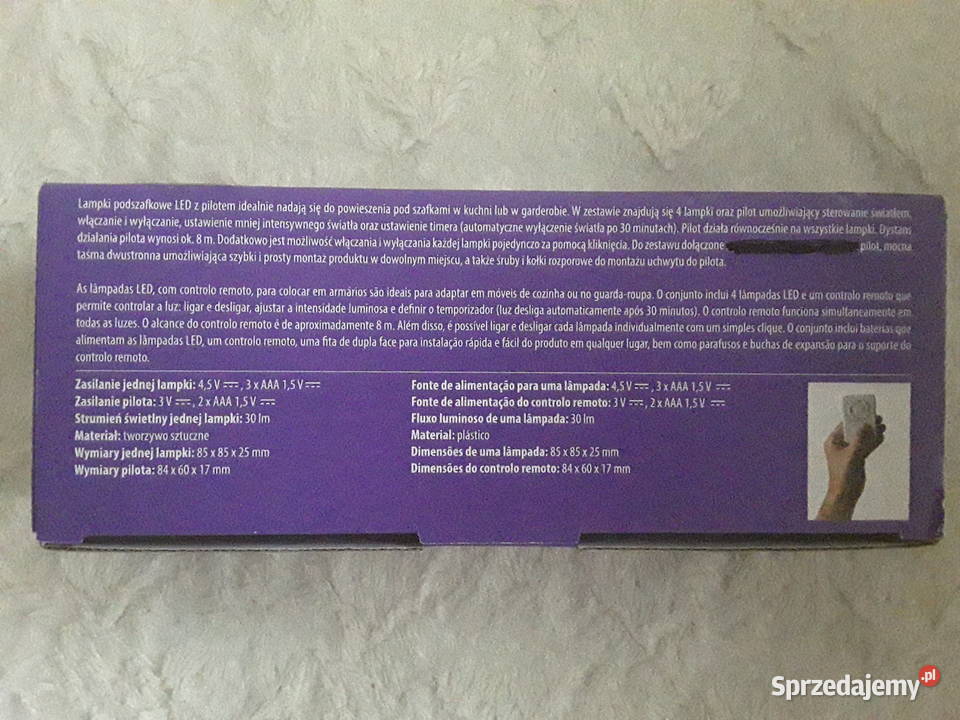 Lampki podszafkowe LED z pilotem idealnie nadają się do powieszenia pod szafkami w kuchni lub w garderobie. W zestawie znajdują się 4 lampki oraz pilot umożliwiający sterowanie światłem,
włączanie i wyłączanie, ustawienie mniej intensywnego światła oraz ustawienie timera (automatyczne wyłączenie światła po 30 minutach). Pilot działa równocześnie na wszystkie lampki. Dystans
działania pilota wynosi ok. 8 m. Dodatkowo jest możliwość włączania i wyłączania każdej lampki pojedynczo za pomocą kliknięcia. Do zestawu dołączone pilot, mocna
taśma dwustronna umożliwiająca szybki i prosty montaż produktu w dowolnym miejscu, a także śruby i kołki rozporowe do montażu uchwytu do pilota.
As lâmpadas LED, com controlo remoto, para colocar em armários são ideais para adaptar em móveis de cozinha ou no guarda-roupa. O conjunto inclui 4 lâmpadas LED e um controlo remoto que
permite controlar a luz: ligar e desligar, ajustar a intensidade luminosa e definir o temporizador (luz desliga automaticamente após 30 minutos). O controlo remoto funciona simultaneamente em
todas as luzes. O alcance do controlo remoto é de aproximadamente 8 m. Além disso, é possível ligar e desligar cada lâmpada individualmente com um simples clique. O conjunto inclui baterias que
alimentam as lâmpadas LED, um controlo remoto, uma fita de dupla face para instalação rápida e fácil do produto em qualquer lugar, bem como parafusos e buchas de expansão para o suporte do
controlo remoto.
Zasilanie jednej lampki: 4,5 V ⎓, 3 x AAA 1,5 V ⎓
Zasilanie pilota: 3 V ⎓, 2 x AAA 1,5 V ⎓
Strumień świetlny jednej lampki: 30 lm
Materiał: tworzywo sztuczne
Wymiary jednej lampki: 85 x 85 x 25 mm
Wymiary pilota: 84 x 60 x 17 mm
Fonte de alimentação para uma lâmpada: 4,5 V ⎓, 3 x AAA 1,5 V ⎓
Fonte de alimentação do controlo remoto: 3 V ⎓, 2 x AAA 1,5 V ⎓
Fluxo luminoso de uma lâmpada: 30 lm
Material: plástico
Dimensões de uma lâmpada: 85 x 85 x 25 mm
Dimensões do controlo remoto: 84 x 60 x 17 mm
Sprzedajemy.pl